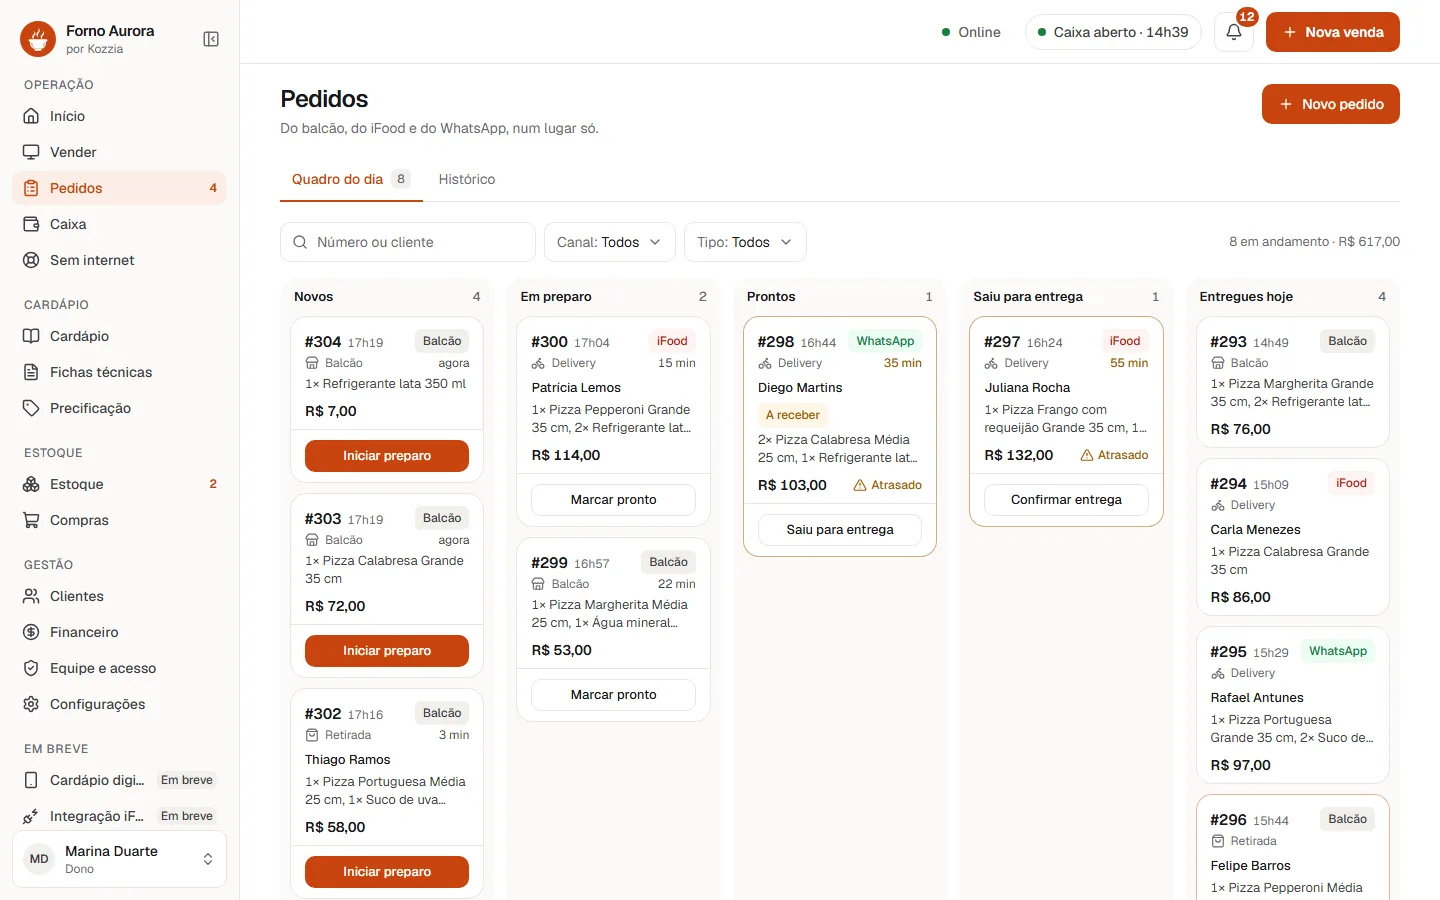 Forno Aurora
por Kozzia
OPERAÇÃO
Início
Vender
Pedidos 4
Caixa
Sem internet
CARDÁPIO
Cardápio
Fichas técnicas
Precificação
ESTOQUE
Estoque 2
Compras
GESTÃO
Clientes
Financeiro
Equipe e acesso
Configurações
EM BREVE
Cardápio digi... Em breve
Integração iF... Em breve
MD
Marina Duarte
Dono
Online
Caixa aberto · 14h39
12
+ Nova venda
Pedidos
Do balcão, do iFood e do WhatsApp, num lugar só.
+ Novo pedido
Quadro do dia 8
Histórico
Número ou cliente
Canal: Todos
Tipo: Todos
8 em andamento · R$ 617,00
Novos 4
#304 17h19 Balcão
Balcão agora
1× Refrigerante lata 350 ml
R$ 7,00
Iniciar preparo
#303 17h19 Balcão
Balcão agora
1× Pizza Calabresa Grande
35 cm
R$ 72,00
Iniciar preparo
#302 17h16 Balcão
Retirada 3 min
Thiago Ramos
1× Pizza Portuguesa Média
25 cm, 1× Suco de uva...
R$ 58,00
Iniciar preparo
Em preparo 2
#300 17h04 iFood
Delivery 15 min
Patrícia Lemos
1× Pizza Pepperoni Grande
35 cm, 2× Refrigerante lat...
R$ 114,00
Marcar pronto
#299 16h57 Balcão
Balcão 22 min
1× Pizza Margherita Média
25 cm, 1× Água mineral...
R$ 53,00
Marcar pronto
Prontos 1
#298 16h44 WhatsApp
Delivery 35 min
Diego Martins
A receber
2× Pizza Calabresa Média
25 cm, 1× Refrigerante lat...
R$ 103,00 Atrasado
Saiu para entrega
Saiu para entrega 1
#297 16h24 iFood
Delivery 55 min
Juliana Rocha
1× Pizza Frango com
requeijão Grande 35 cm, 1...
R$ 132,00 Atrasado
Confirmar entrega
Entregues hoje 4
#293 14h49 Balcão
Balcão
1× Pizza Margherita Grande
35 cm, 2× Refrigerante lat...
R$ 76,00
#294 15h09 iFood
Delivery
Carla Menezes
1× Pizza Calabresa Grande
35 cm
R$ 86,00
#295 15h29 WhatsApp
Delivery
Rafael Antunes
1× Pizza Portuguesa
Grande 35 cm, 2× Suco de...
R$ 97,00
#296 15h44 Balcão
Retirada
Felipe Barros
1× Pizza Pepperoni Média